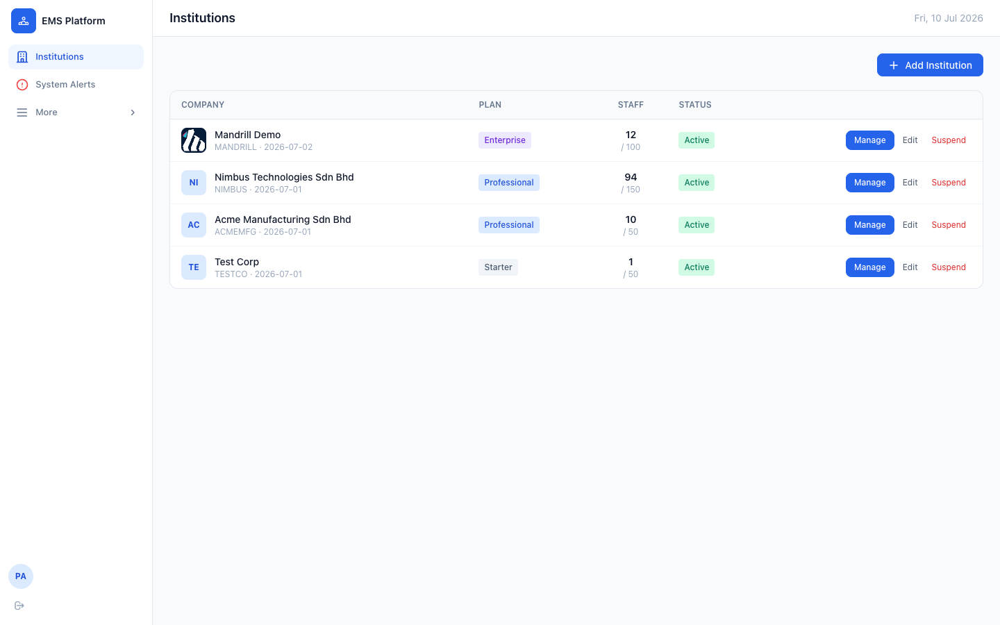 EMS Platform
Institutions
System Alerts
More
PA
Institutions
Fri, 10 Jul 2026
Add Institution
COMPANY PLAN STAFF STATUS
Mandrill Demo
MANDRILL · 2026-07-02
Enterprise
12
/ 100
Active
Manage Edit Suspend
NI
Nimbus Technologies Sdn Bhd
NIMBUS · 2026-07-01
Professional
94
/ 150
Active
Manage Edit Suspend
AC
Acme Manufacturing Sdn Bhd
ACMEMFG · 2026-07-01
Professional
10
/ 50
Active
Manage Edit Suspend
TE
Test Corp
TESTCO · 2026-07-01
Starter
1
/ 50
Active
Manage Edit Suspend